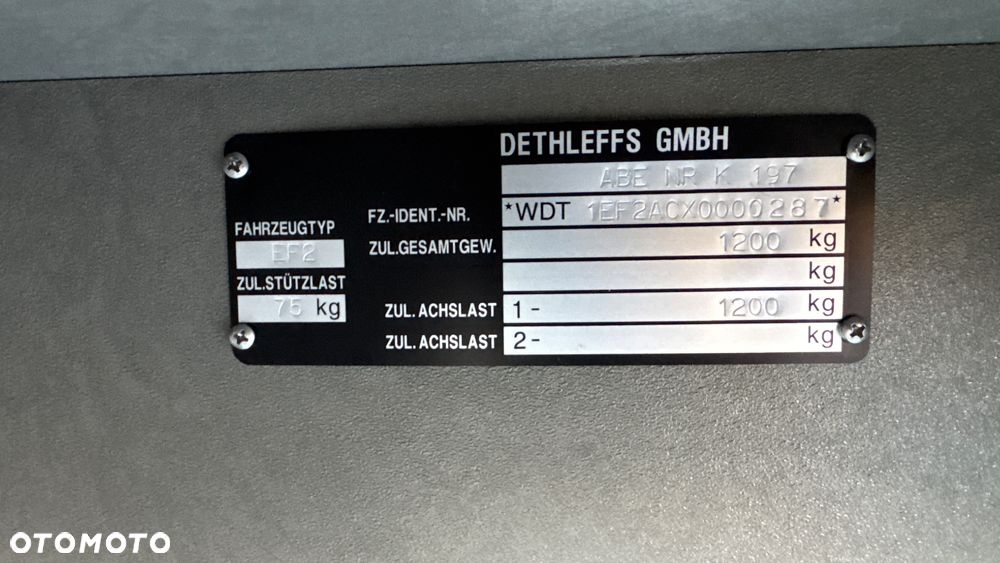 DETHLEFFS GMBH
ABE NR K 197
FZ.-IDENT.-NR. *WDT 1EF2ACX0000287*
FAHRZEUGTYP
EF2
ZUL.GESAMTGEW. 1200 kg
kg
ZUL.STÜTZLAST
75 kg
ZUL. ACHSLAST 1- 1200 kg
ZUL. ACHSLAST 2- kg
OTOMOTO